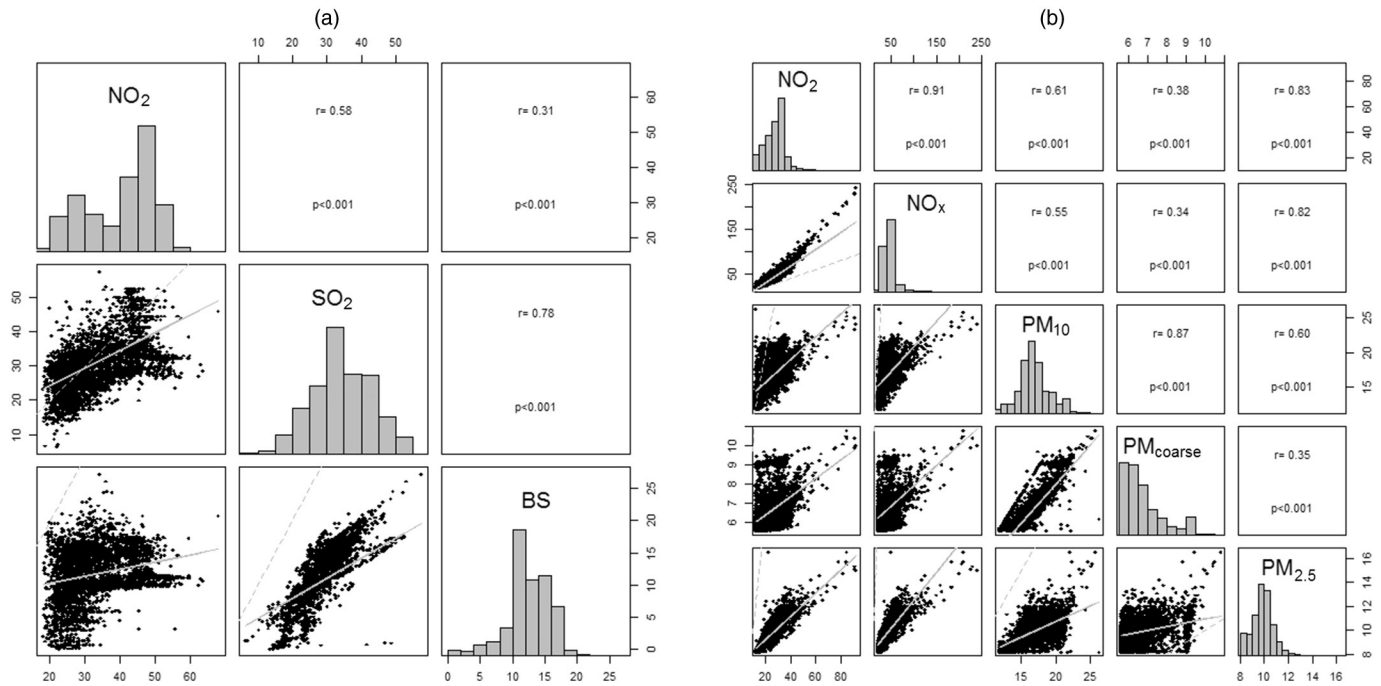 (a)
10 20 30 40 50
NO2
r= 0.58
p<0.001
r= 0.31
p<0.001
20 30 40 50 60
10 20 30 40 50
SO2
r= 0.78
p<0.001
BS
0 5 10 15 20 25
20 30 40 50 60
0 5 10 15 20 25
(b)
50 150 250
6 7 8 9 10
NO2
r= 0.91
p<0.001
r= 0.61
p<0.001
r= 0.38
p<0.001
r= 0.83
p<0.001
20 40 60 80
50 150 250
NOx
r= 0.55
p<0.001
r= 0.34
p<0.001
r= 0.82
p<0.001
PM10
r= 0.87
p<0.001
r= 0.60
p<0.001
15 20 25
6 7 8 9 10
PMcoarse
r= 0.35
p<0.001
PM2.5
8 10 12 14 16
20 40 60 80
15 20 25
8 10 12 14 16